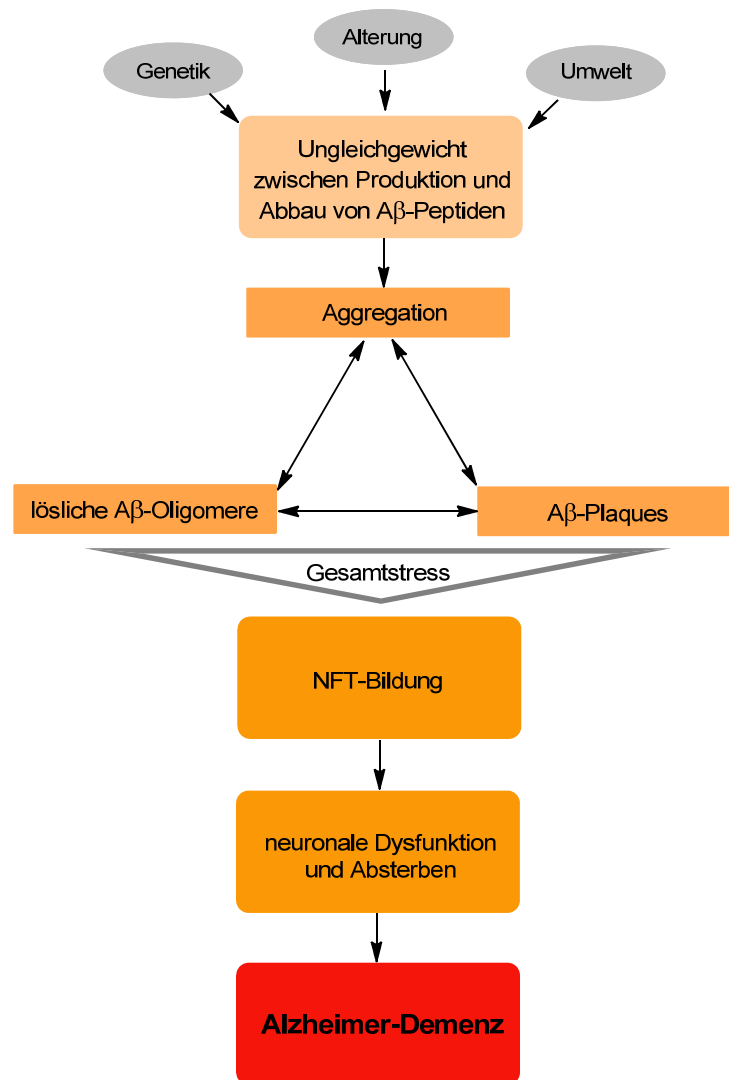 Alterung
Genetik
Umwelt
Ungleichgewicht
zwischen Produktion und
Abbau von Aβ-Peptiden
Aggregation
lösliche Aβ-Oligomere
Aβ-Plaques
Gesamtstress
NFT-Bildung
neuronale Dysfunktion
und Absterben
Alzheimer-Demenz